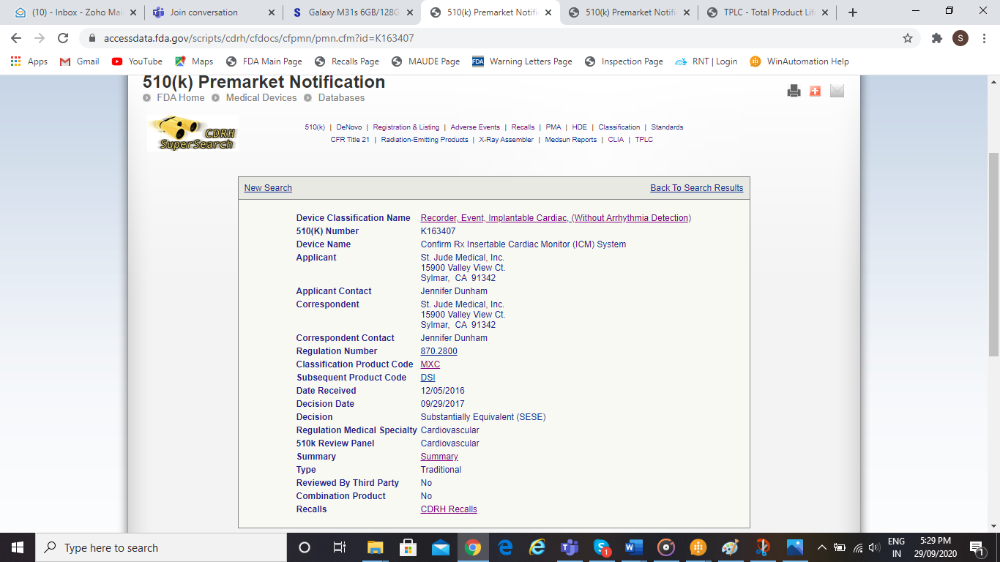 (10) - Inbox - Zoho Mai
Join conversation
Galaxy M31s 6GB/128G
510(k) Premarket Notifi
510(k) Premarket Notifi
TPLC - Total Product Lif
accessdata.fda.gov/scripts/cdrh/cfdocs/cfpmn/pmn.cfm?id=K163407
S
Apps Gmail YouTube Maps FDA Main Page Recalls Page MAUDE Page FDA Warning Letters Page Inspection Page RNT | Login WinAutomation Help
510(k) Premarket Notification
FDA Home Medical Devices Databases
CDRH
SuperSearch
510(k) | DeNovo | Registration & Listing | Adverse Events | Recalls | PMA | HDE | Classification | Standards
CFR Title 21 | Radiation-Emitting Products | X-Ray Assembler | Medsun Reports | CLIA | TPLC
New Search Back To Search Results
Device Classification Name Recorder, Event, Implantable Cardiac, (Without Arrhythmia Detection)
510(K) Number K163407
Device Name Confirm Rx Insertable Cardiac Monitor (ICM) System
Applicant St. Jude Medical, Inc.
15900 Valley View Ct.
Sylmar, CA 91342
Applicant Contact Jennifer Dunham
Correspondent St. Jude Medical, Inc.
15900 Valley View Ct.
Sylmar, CA 91342
Correspondent Contact Jennifer Dunham
Regulation Number 870.2800
Classification Product Code MXC
Subsequent Product Code DSI
Date Received 12/05/2016
Decision Date 09/29/2017
Decision Substantially Equivalent (SESE)
Regulation Medical Specialty Cardiovascular
510k Review Panel Cardiovascular
Summary Summary
Type Traditional
Reviewed By Third Party No
Combination Product No
Recalls CDRH Recalls
Type here to search
1
ENG
IN
5:29 PM
29/09/2020
1